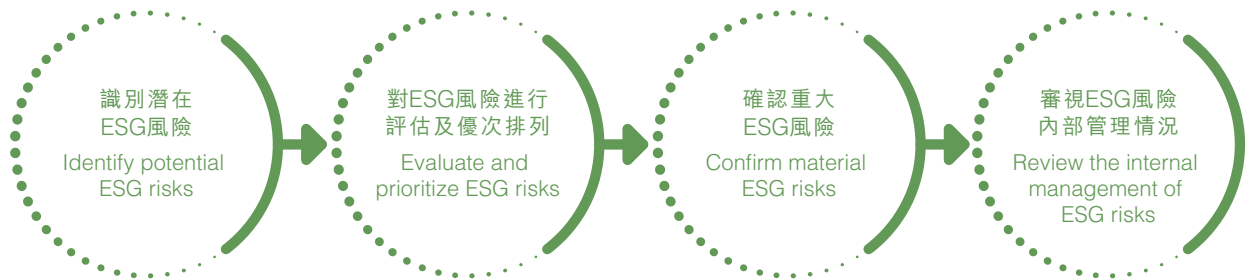 識別潛在
ESG風險
Identify potential
ESG risks
對ESG風險進行
評估及優次排列
Evaluate and
prioritize ESG risks
確認重大
ESG風險
Confirm material
ESG risks
審視ESG風險
內部管理情況
Review the internal
management of
ESG risks